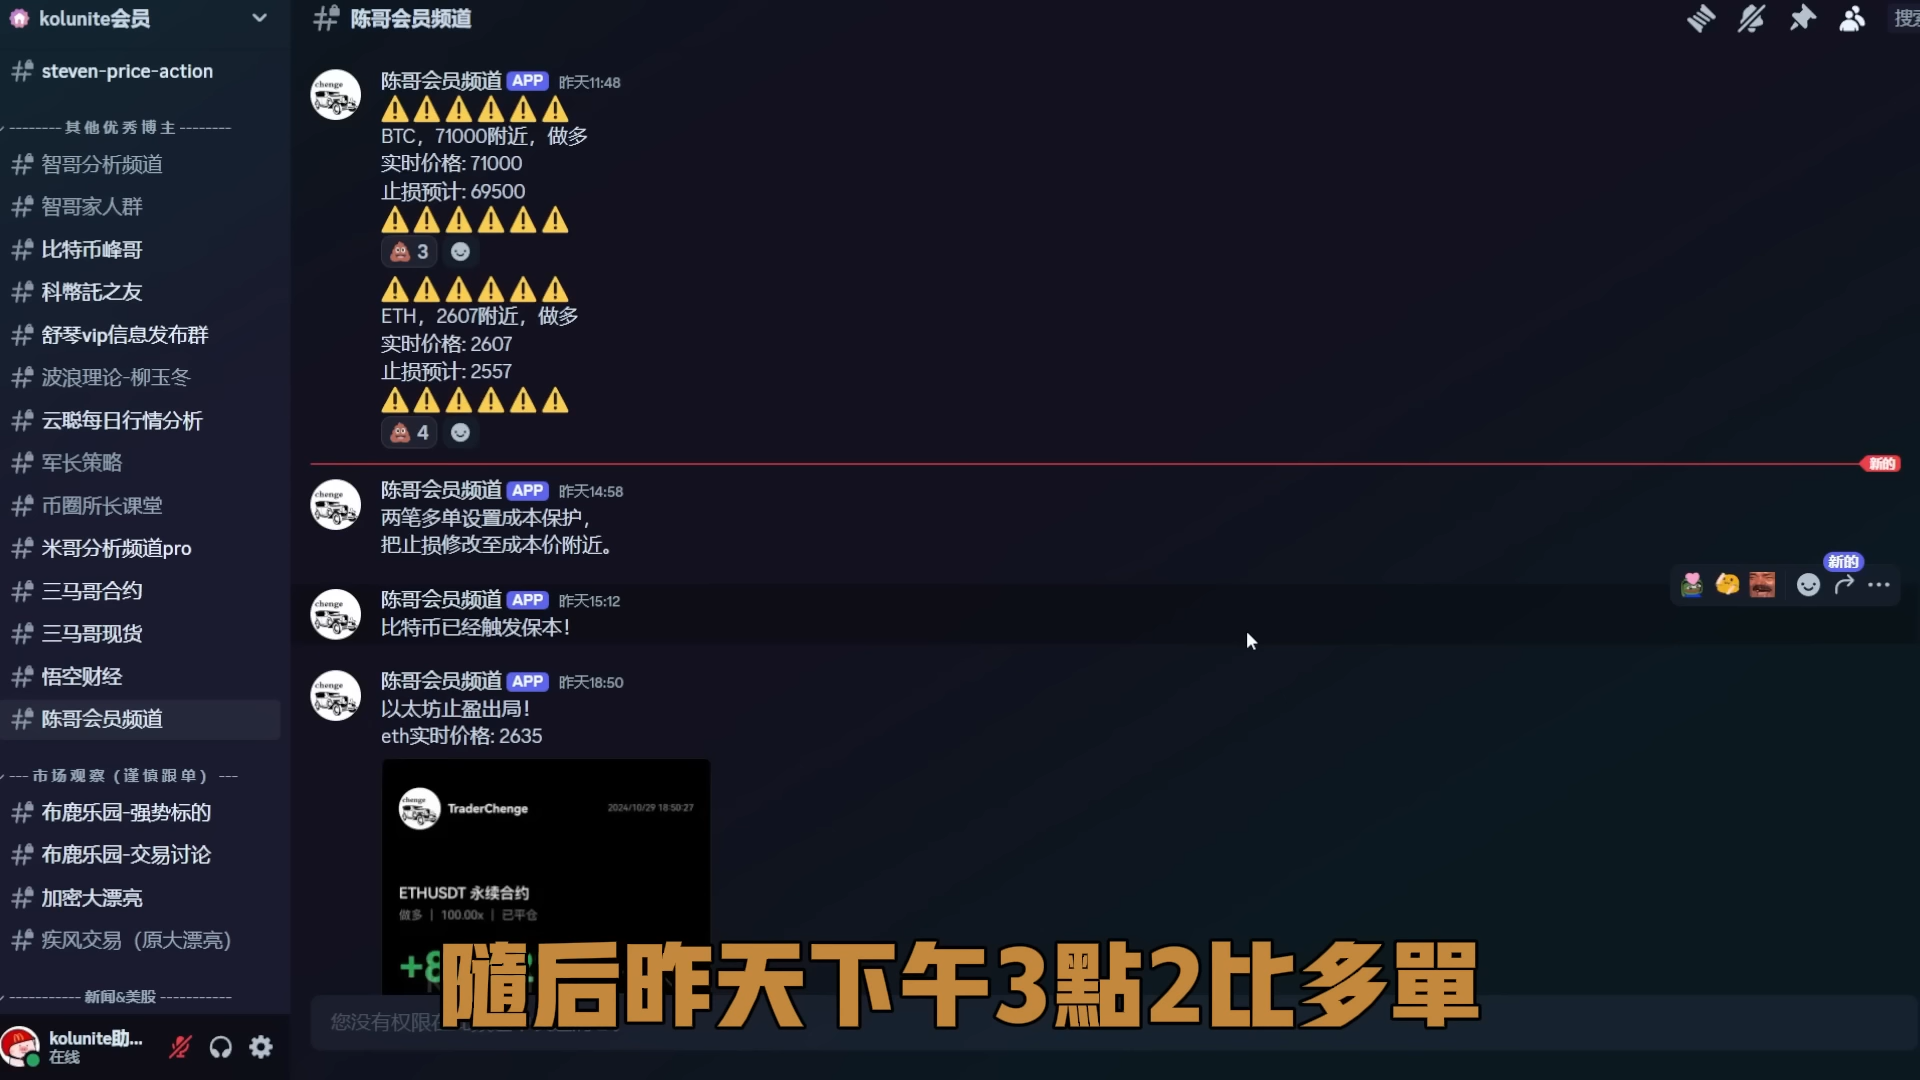 kolunite会员
steven-price-action
--------其他优秀博主--------
智哥分析频道
智哥家人群
比特币峰哥
科幣託之友
舒琴vip信息发布群
波浪理论-柳玉冬
云聪每日行情分析
军长策略
币圈所长课堂
米哥分析频道pro
三马哥合约
三马哥现货
悟空财经
陈哥会员频道
---市场观察（谨慎跟单）---
布鹿乐园-强势标的
布鹿乐园-交易讨论
加密大漂亮
疾风交易（原大漂亮）
-----------新闻&美股-----------
kolunite助...
在线
陈哥会员频道
搜索
陈哥会员频道 APP 昨天11:48
BTC，71000附近，做多
实时价格: 71000
止损预计: 69500
3
ETH，2607附近，做多
实时价格: 2607
止损预计: 2557
4
新的
陈哥会员频道 APP 昨天14:58
两笔多单设置成本保护，
把止损修改至成本价附近。
新的
陈哥会员频道 APP 昨天15:12
比特币已经触发保本！
陈哥会员频道 APP 昨天18:50
以太坊止盈出局！
eth实时价格: 2635
chenge
TraderChenge
2024/10/29 18:50:27
ETHUSDT 永续合约
做多 | 100.00x | 已平仓
+8
您没有权限在
隨后昨天下午3點2比多單